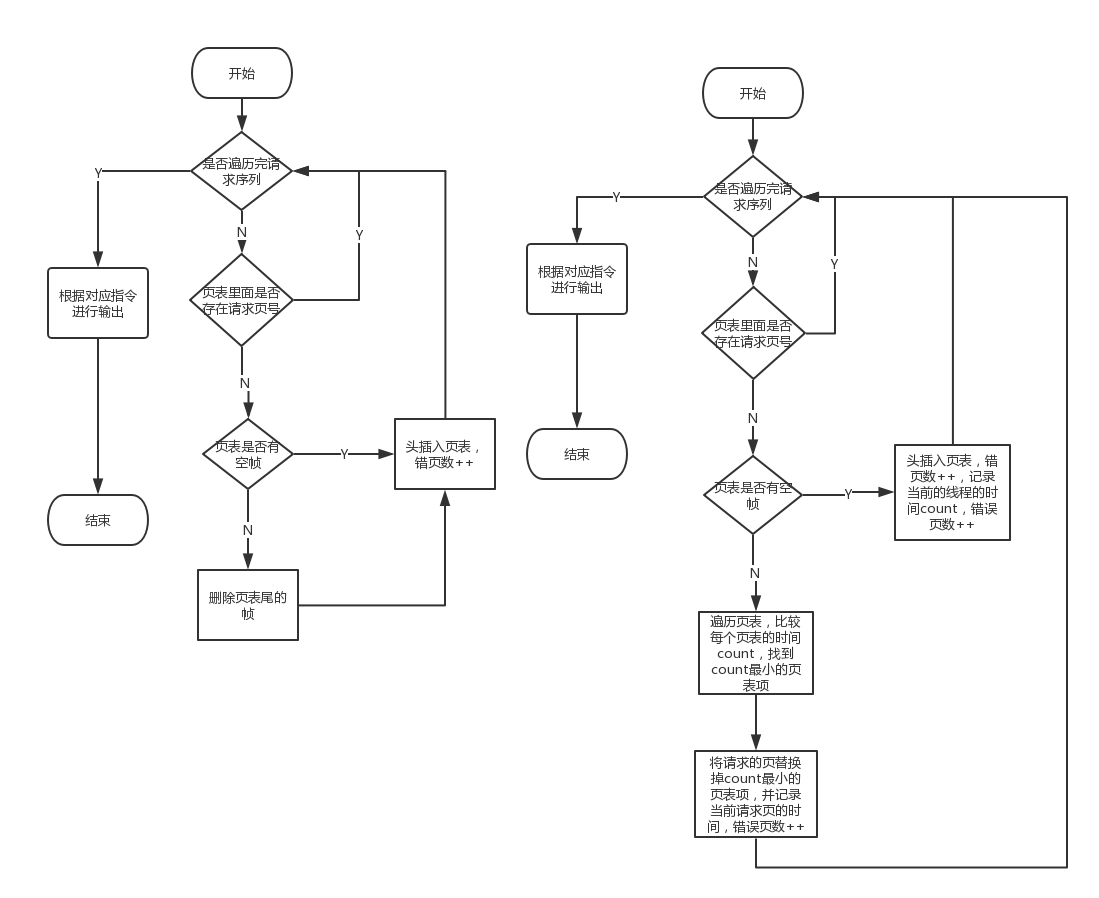 开始
是否遍历完请
求序列
Y
N
Y
根据对应指令
进行输出
页表里面是否
存在请求页号
N
页表是否有
空帧
Y
头插入页表，
错页数++
N
结束
删除页表尾的
帧
开始
是否遍历完请
求序列
Y
N
Y
根据对应指令
进行输出
页表里面是否
存在请求页号
N
结束
页表是否有空
帧
Y
头插入页表，错
页数++，记录
当前的线程的时
间count，错误
页数++
N
遍历页表，比较
每个页表的时间
count，找到
count最小的页
表项
将请求的页替换
掉count最小的
页表项，并记录
当前请求页的时
间，错误页数++